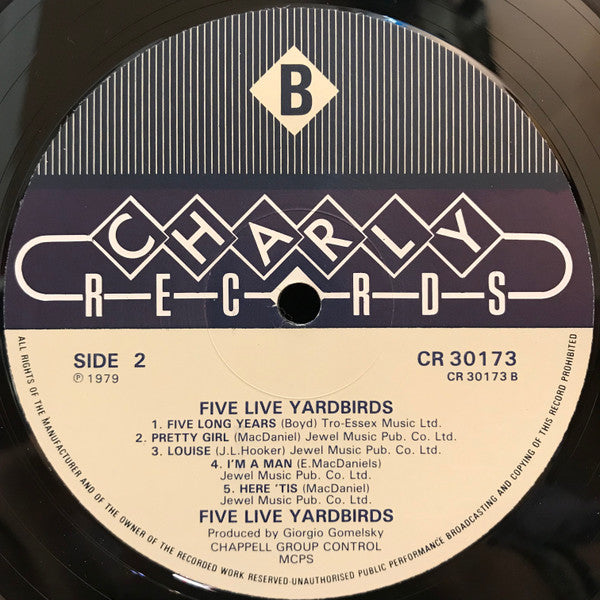 B
CHARLY
RECORDS
SIDE 2
℗ 1979
CR 30173
CR 30173 B
FIVE LIVE YARDBIRDS
1. FIVE LONG YEARS (Boyd) Tro-Essex Music Ltd.
2. PRETTY GIRL (MacDaniel) Jewel Music Pub. Co. Ltd.
3. LOUISE (J.L.Hooker) Jewel Music Pub. Co. Ltd.
4. I'M A MAN (E.MacDaniels)
Jewel Music Pub. Co. Ltd.
5. HERE 'TIS (MacDaniel)
Jewel Music Pub. Co. Ltd.
FIVE LIVE YARDBIRDS
Produced by Giorgio Gomelsky
CHAPPELL GROUP CONTROL
MCPS
ALL RIGHTS OF THE MANUFACTURER AND OF THE OWNER OF THE RECORDED WORK RESERVED-UNAUTHORISED PUBLIC PERFORMANCE BROADCASTING AND COPYING OF THIS RECORD PROHIBITED